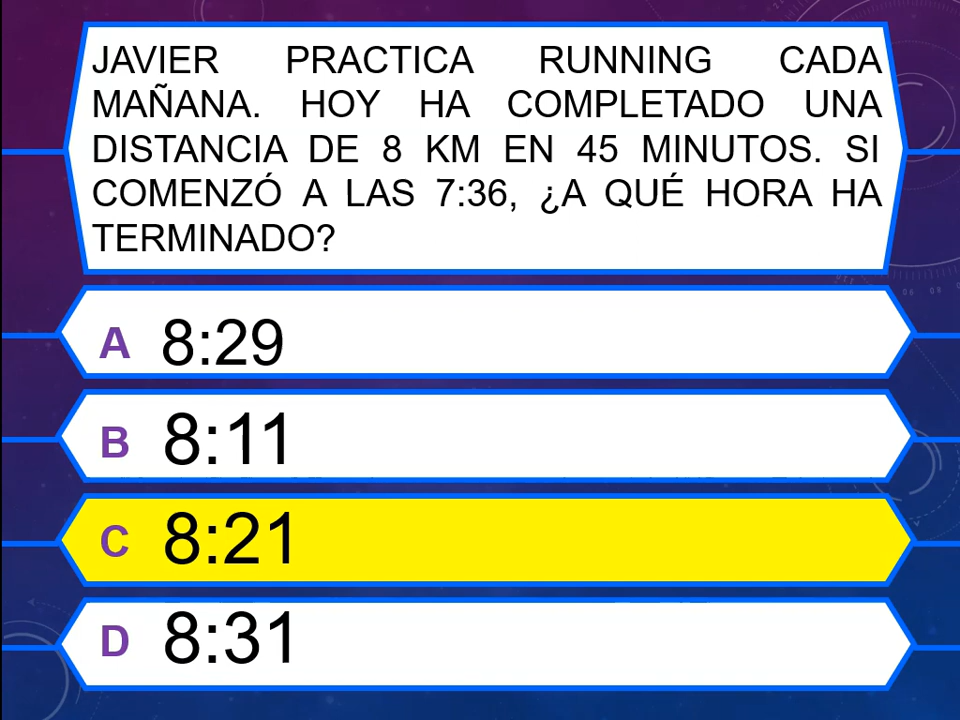 JAVIER PRACTICA RUNNING CADA
MAÑANA. HOY HA COMPLETADO UNA
DISTANCIA DE 8 KM EN 45 MINUTOS. SI
COMENZÓ A LAS 7:36, ¿A QUÉ HORA HA
TERMINADO?
A 8:29
B 8:11
C 8:21
D 8:31